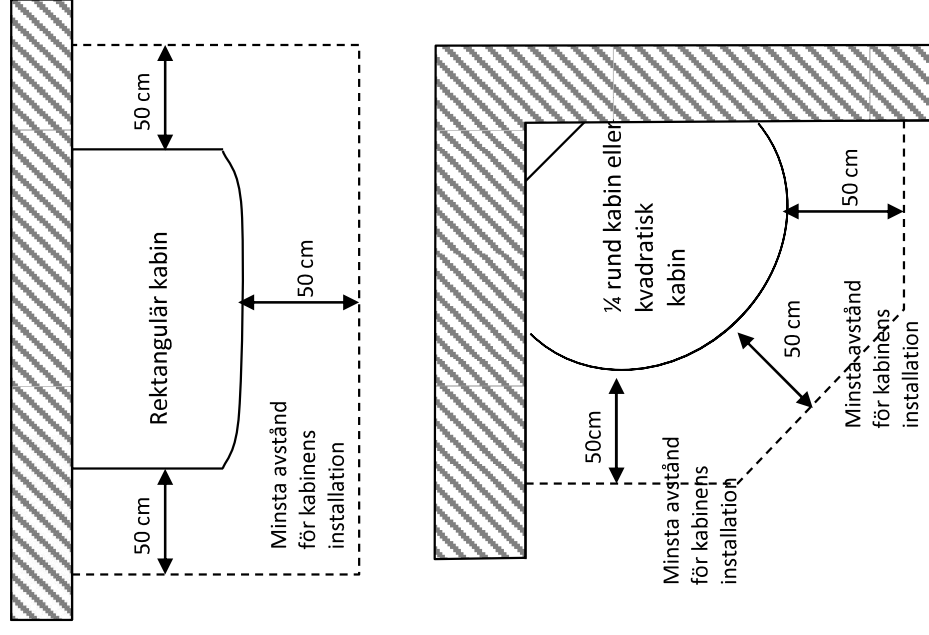 50 cm
Rektangulär kabin
50 cm
50 cm
Minsta avstånd
för kabinens
installation
¼ rund kabin eller
kvadratisk
kabin
50 cm
50 cm
50cm
Minsta avstånd
för kabinens
installation
Minsta avstånd
för kabinens
installation